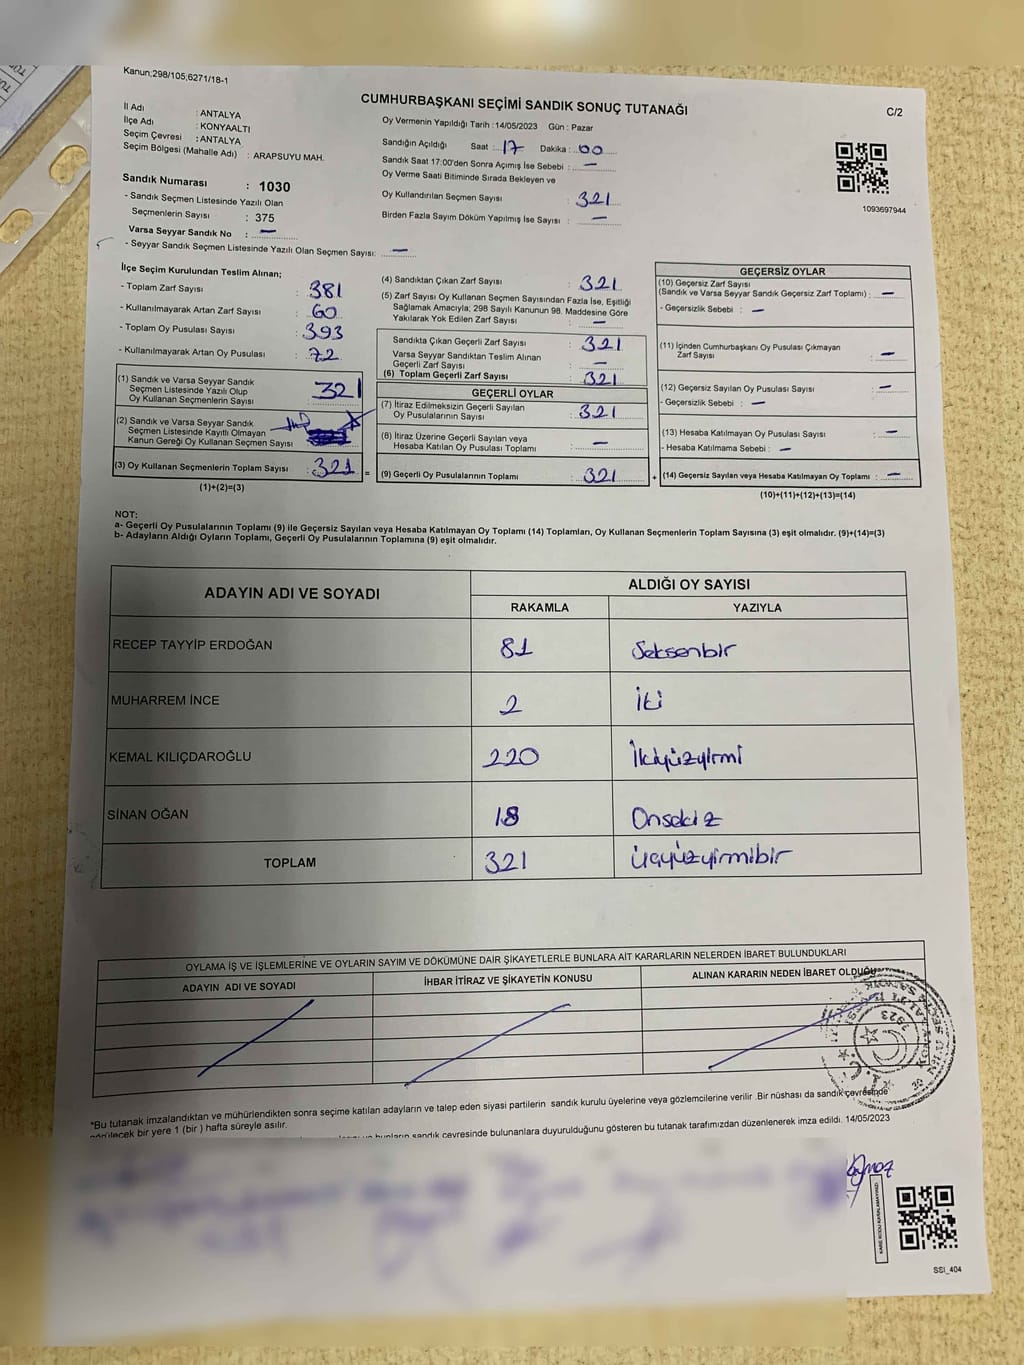 Kanun;298/105;6271/18-1
CUMHURBAŞKANI SEÇİMİ SANDIK SONUÇ TUTANAĞI
C/2
İl Adı : ANTALYA
İlçe Adı : KONYAALTI
Seçim Çevresi : ANTALYA
Seçim Bölgesi (Mahalle Adı) : ARAPSUYU MAH.
Oy Vermenin Yapıldığı Tarih :14/05/2023 Gün : Pazar
Sandığın Açıldığı Saat : 17 Dakika : 00
Sandık Saat 17:00'den Sonra Açımış İse Sebebi : —
Oy Verme Saati Bitiminde Sırada Bekleyen ve
Oy Kullandırılan Seçmen Sayısı : 321
Birden Fazla Sayım Döküm Yapılmış İse Sayısı : —
1093697944
Sandık Numarası : 1030
- Sandık Seçmen Listesinde Yazılı Olan
Seçmenlerin Sayısı : 375
Varsa Seyyar Sandık No : —
- Seyyar Sandık Seçmen Listesinde Yazılı Olan Seçmen Sayısı: —
İlçe Seçim Kurulundan Teslim Alınan;
- Toplam Zarf Sayısı : 381
- Kullanılmayarak Artan Zarf Sayısı : 60
- Toplam Oy Pusulası Sayısı : 393
- Kullanılmayarak Artan Oy Pusulası : 72
(1) Sandık ve Varsa Seyyar Sandık
Seçmen Listesinde Yazılı Olup
Oy Kullanan Seçmenlerin Sayısı 321
(2) Sandık ve Varsa Seyyar Sandık
Seçmen Listesinde Kayıtlı Olmayan
Kanun Gereği Oy Kullanan Seçmen Sayısı
(3) Oy Kullanan Seçmenlerin Toplam Sayısı : 321 =
(1)+(2)=(3)
(4) Sandıktan Çıkan Zarf Sayısı : 321
(5) Zarf Sayısı Oy Kullanan Seçmen Sayısından Fazla İse, Eşitliği
Sağlamak Amacıyla; 298 Sayılı Kanunun 98. Maddesine Göre
Yakılarak Yok Edilen Zarf Sayısı : —
Sandıkta Çıkan Geçerli Zarf Sayısı : 321
Varsa Seyyar Sandıktan Teslim Alınan
Geçerli Zarf Sayısı : —
(6) Toplam Geçerli Zarf Sayısı : 321
GEÇERLİ OYLAR
(7) İtiraz Edilmeksizin Geçerli Sayılan
Oy Pusulalarının Sayısı : 321
(8) İtiraz Üzerine Geçerli Sayılan veya
Hesaba Katılan Oy Pusulası Toplamı : —
(9) Geçerli Oy Pusulalarının Toplamı : 321 +
GEÇERSİZ OYLAR
(10) Geçersiz Zarf Sayısı
(Sandık ve Varsa Seyyar Sandık Geçersiz Zarf Toplamı) : —
- Geçersizlik Sebebi : —
(11) İçinden Cumhurbaşkanı Oy Pusulası Çıkmayan
Zarf Sayısı : —
(12) Geçersiz Sayılan Oy Pusulası Sayısı : —
- Geçersizlik Sebebi : —
(13) Hesaba Katılmayan Oy Pusulası Sayısı : —
- Hesaba Katılmama Sebebi : —
(14) Geçersiz Sayılan veya Hesaba Katılmayan Oy Toplamı : —
(10)+(11)+(12)+(13)=(14)
NOT:
a- Geçerli Oy Pusulalarının Toplamı (9) ile Geçersiz Sayılan veya Hesaba Katılmayan Oy Toplamı (14) Toplamları, Oy Kullanan Seçmenlerin Toplam Sayısına (3) eşit olmalıdır. (9)+(14)=(3)
b- Adayların Aldığı Oyların Toplamı, Geçerli Oy Pusulalarının Toplamına (9) eşit olmalıdır.
ADAYIN ADI VE SOYADI
ALDIĞI OY SAYISI
RAKAMLA YAZIYLA
RECEP TAYYİP ERDOĞAN 81 Seksenbir
MUHARREM İNCE 2 İki
KEMAL KILIÇDAROĞLU 220 İkiyüzyirmi
SİNAN OĞAN 18 Onsekiz
TOPLAM 321 Üçyüzyirmibir
OYLAMA İŞ VE İŞLEMLERİNE VE OYLARIN SAYIM VE DÖKÜMÜNE DAİR ŞİKAYETLERLE BUNLARA AİT KARARLARIN NELERDEN İBARET BULUNDUKLARI
ADAYIN ADI VE SOYADI İHBAR İTİRAZ VE ŞİKAYETİN KONUSU ALINAN KARARIN NEDEN İBARET OLDUĞU
*Bu tutanak imzalandıktan ve mühürlendikten sonra seçime katılan adayların ve talep eden siyasi partilerin sandık kurulu üyelerine veya gözlemcilerine verilir .Bir nüshası da sandık çevresinde
görülecek bir yere 1 (bir ) hafta süreyle asılır.
bunların sandık çevresinde bulunanlara duyurulduğunu gösteren bu tutanak tarafımızdan düzenlenerek imza edildi. 14/05/2023
T.C.
1923
KARE KODU KARALAMAYINIZ!
SSI_404